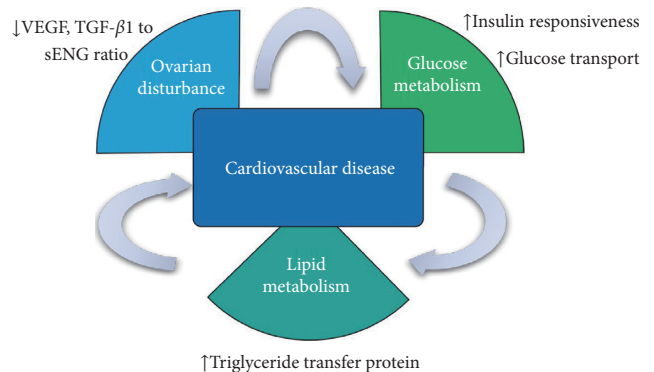 ↓VEGF, TGF-β1 to
sENG ratio
Ovarian
disturbance
↑Insulin responsiveness
↑Glucose transport
Glucose
metabolism
Cardiovascular disease
Lipid
metabolism
↑Triglyceride transfer protein